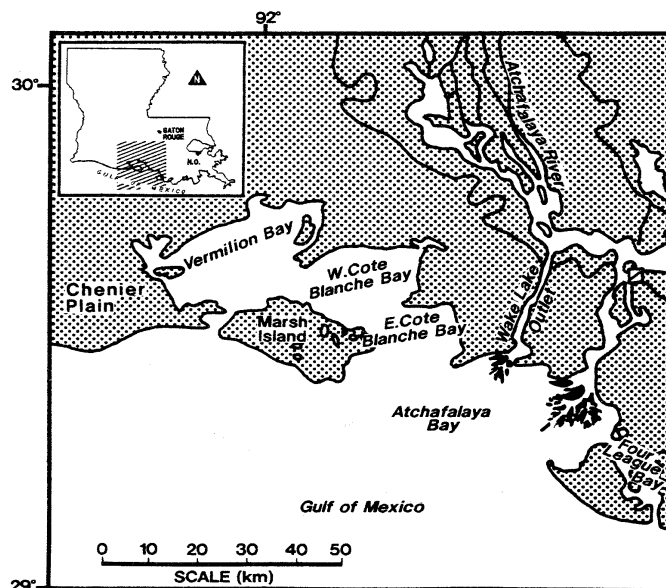 92°
30°
N
BATON
ROUGE
N.O.
GULF OF MEXICO
Atchafalaya River
Vermilion Bay
W.Cote
Blanche Bay
Wake Lake
Outlet
Chenier
Plain
Marsh
Island
E.Cote
Blanche Bay
Atchafalaya
Bay
Four
League
Bay
Gulf of Mexico
0 10 20 30 40 50
SCALE (km)
29°